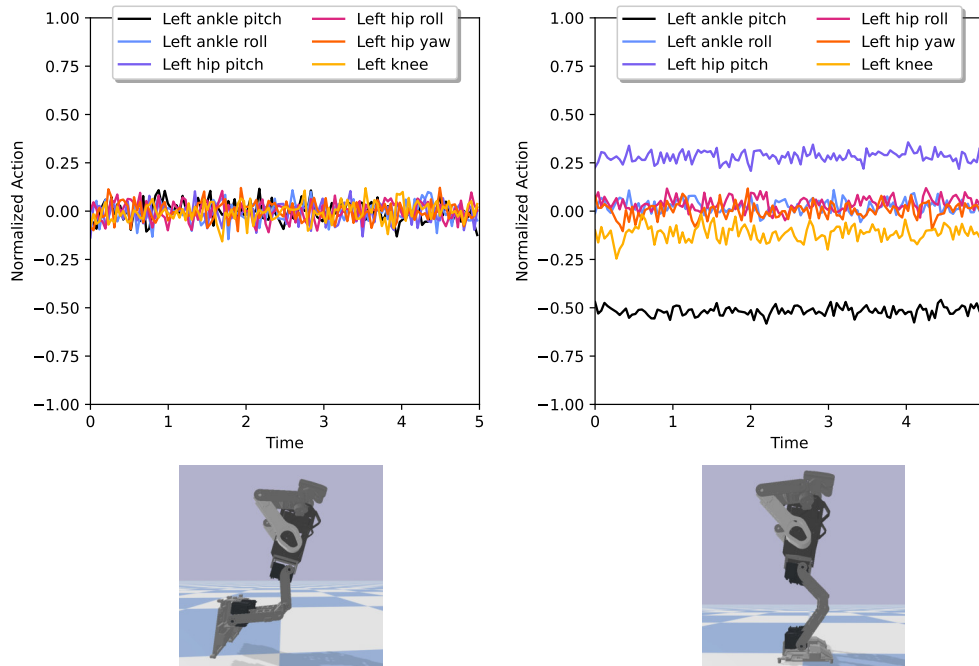 1.00
0.75
0.50
0.25
0.00
−0.25
−0.50
−0.75
−1.00
Normalized Action
Left ankle pitch
Left ankle roll
Left hip pitch
Left hip roll
Left hip yaw
Left knee
0 1 2 3 4 5
Time
1.00
0.75
0.50
0.25
0.00
−0.25
−0.50
−0.75
−1.00
Normalized Action
Left ankle pitch
Left ankle roll
Left hip pitch
Left hip roll
Left hip yaw
Left knee
0 1 2 3 4
Time